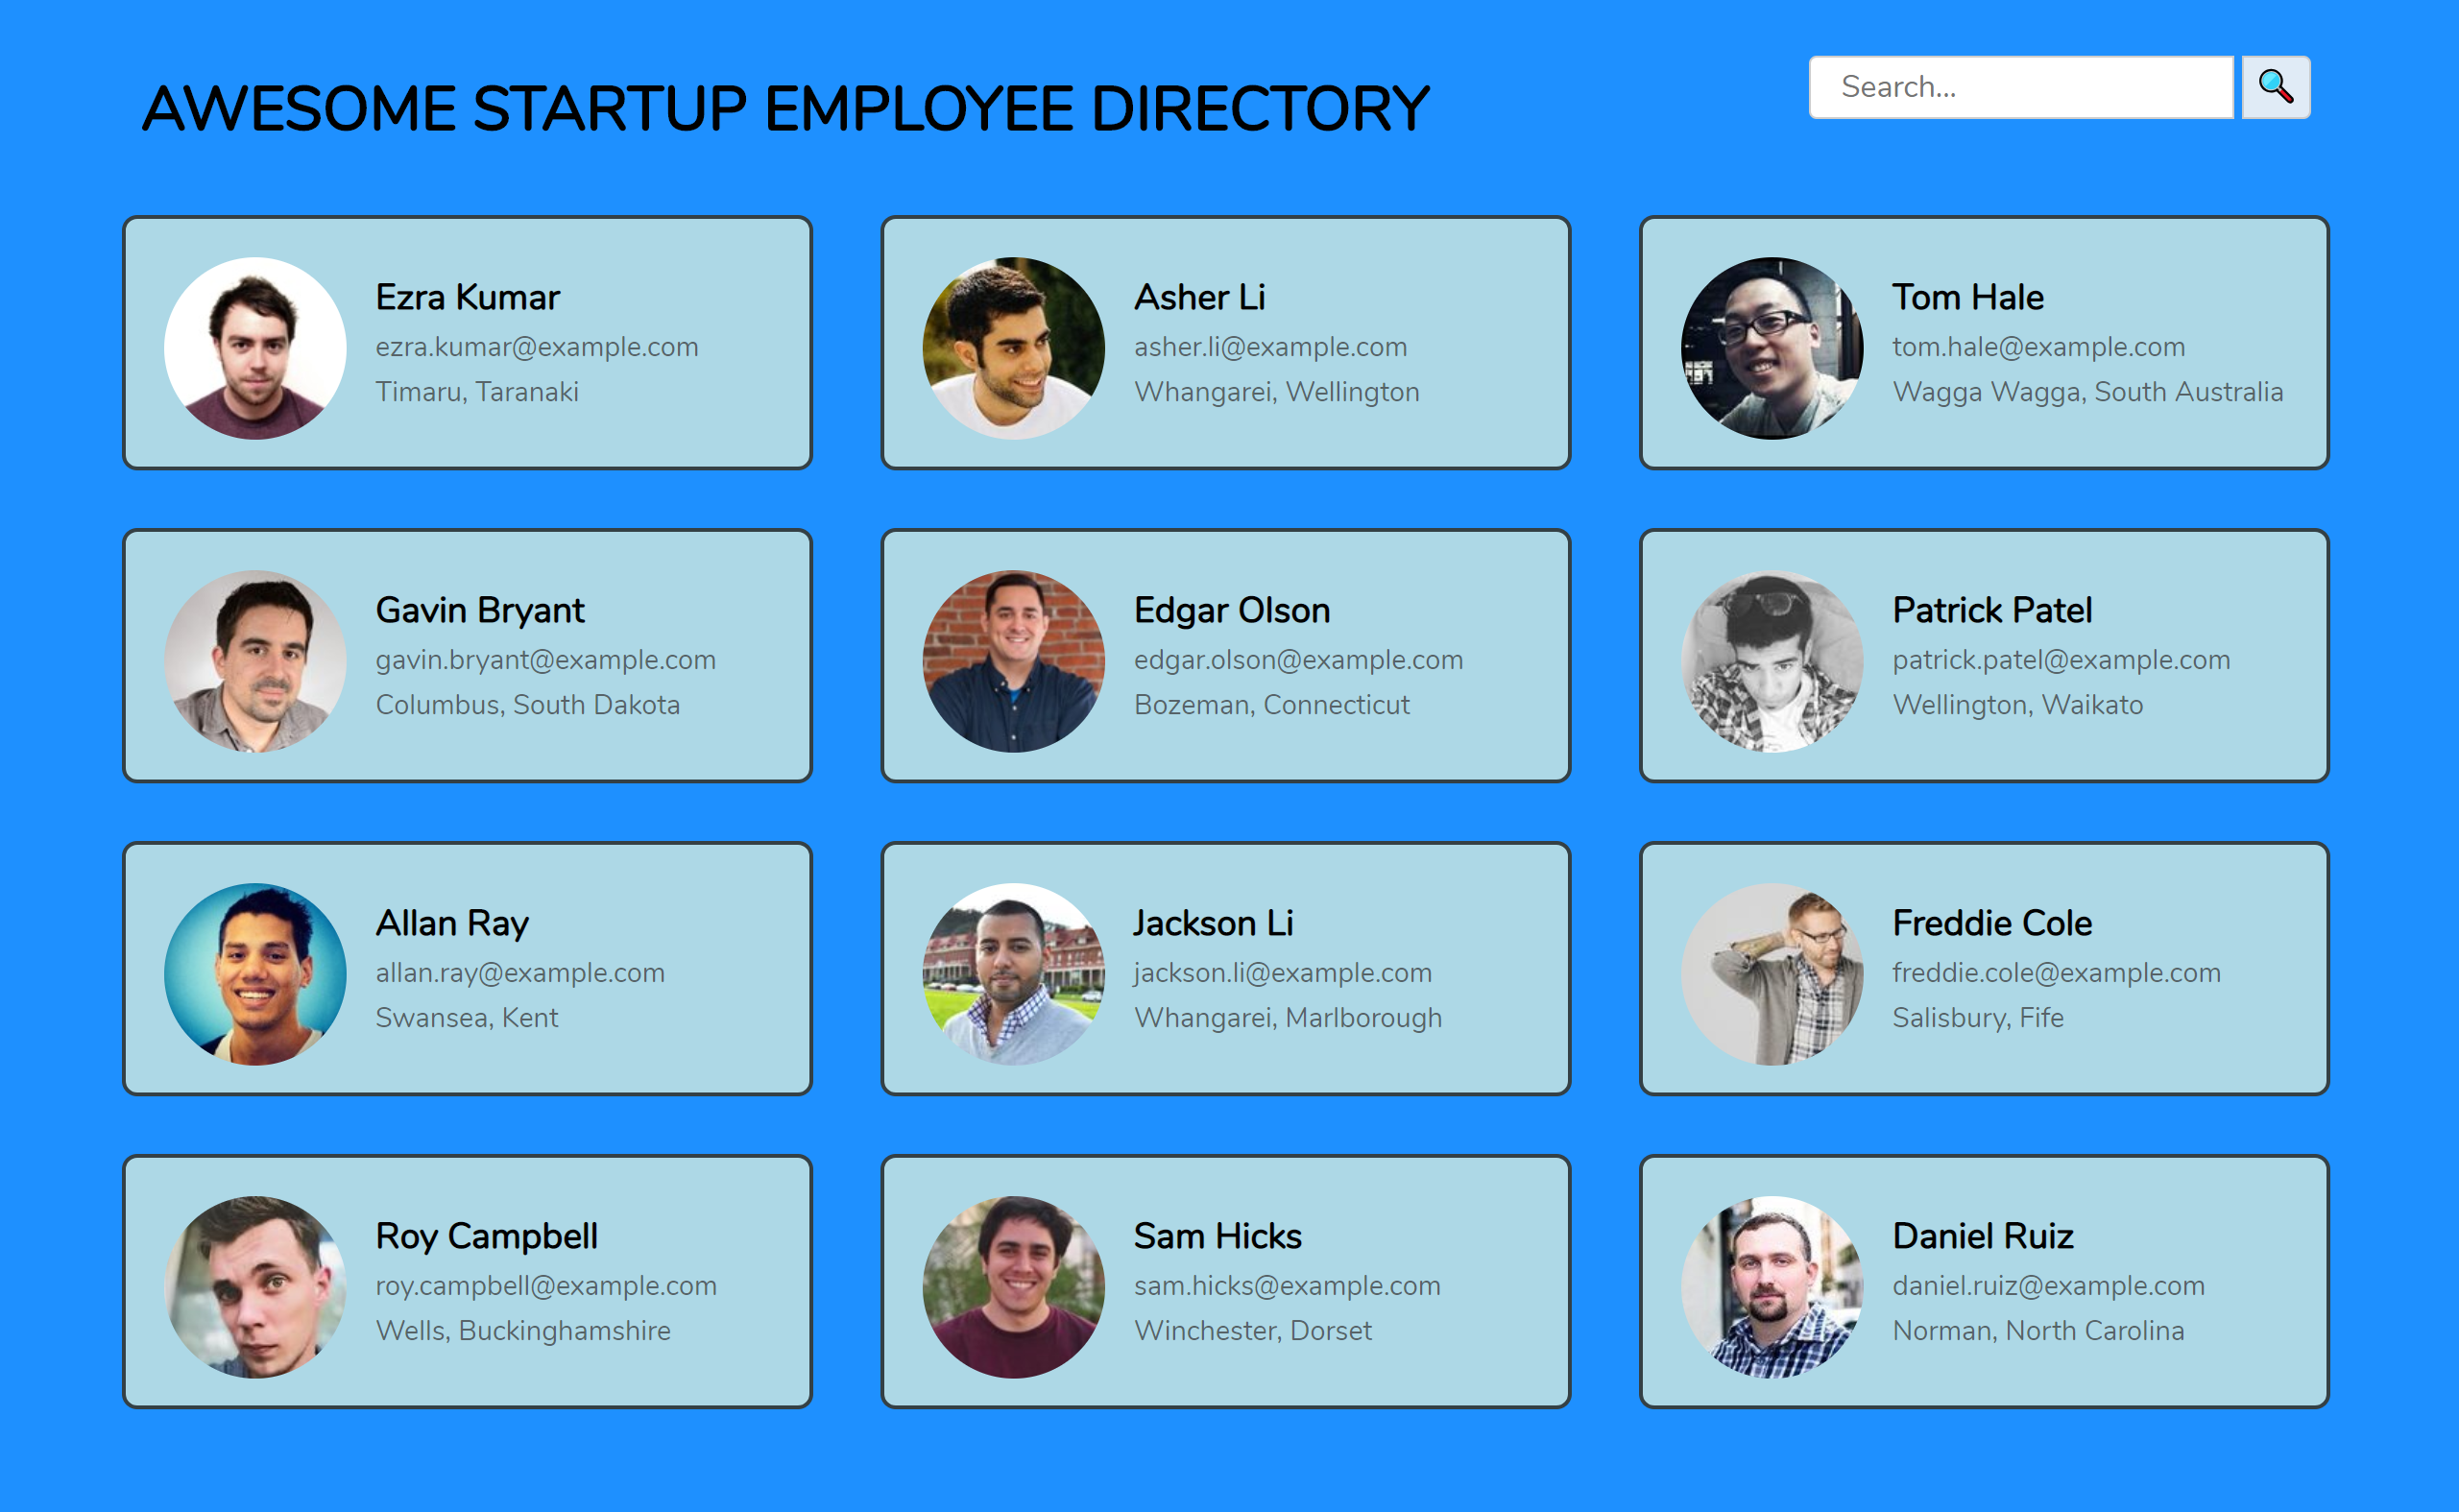 AWESOME STARTUP EMPLOYEE DIRECTORY
Search...
Ezra Kumar
ezra.kumar@example.com
Timaru, Taranaki
Asher Li
asher.li@example.com
Whangarei, Wellington
Tom Hale
tom.hale@example.com
Wagga Wagga, South Australia
Gavin Bryant
gavin.bryant@example.com
Columbus, South Dakota
Edgar Olson
edgar.olson@example.com
Bozeman, Connecticut
Patrick Patel
patrick.patel@example.com
Wellington, Waikato
Allan Ray
allan.ray@example.com
Swansea, Kent
Jackson Li
jackson.li@example.com
Whangarei, Marlborough
Freddie Cole
freddie.cole@example.com
Salisbury, Fife
Roy Campbell
roy.campbell@example.com
Wells, Buckinghamshire
Sam Hicks
sam.hicks@example.com
Winchester, Dorset
Daniel Ruiz
daniel.ruiz@example.com
Norman, North Carolina